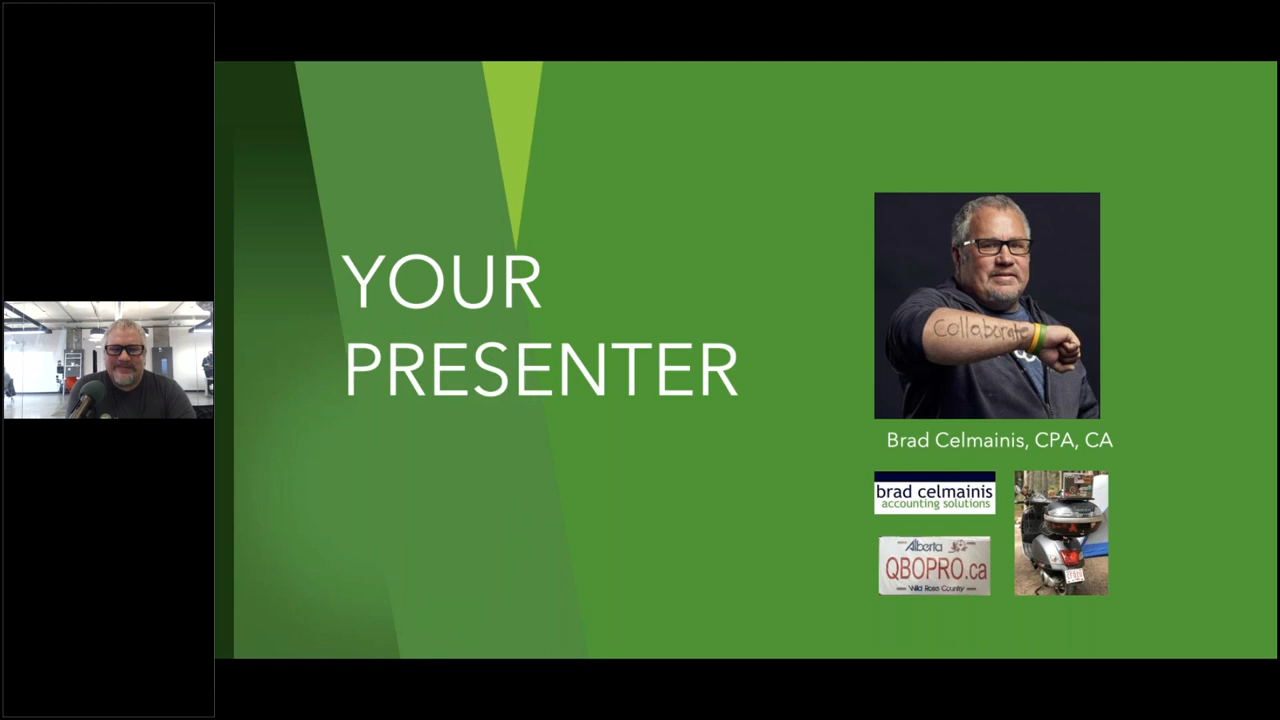 YOUR
PRESENTER
collaborate
Brad Celmainis, CPA, CA
brad celmainis
accounting solutions
Alberta
QBOPRO.ca
Wild Rose Country